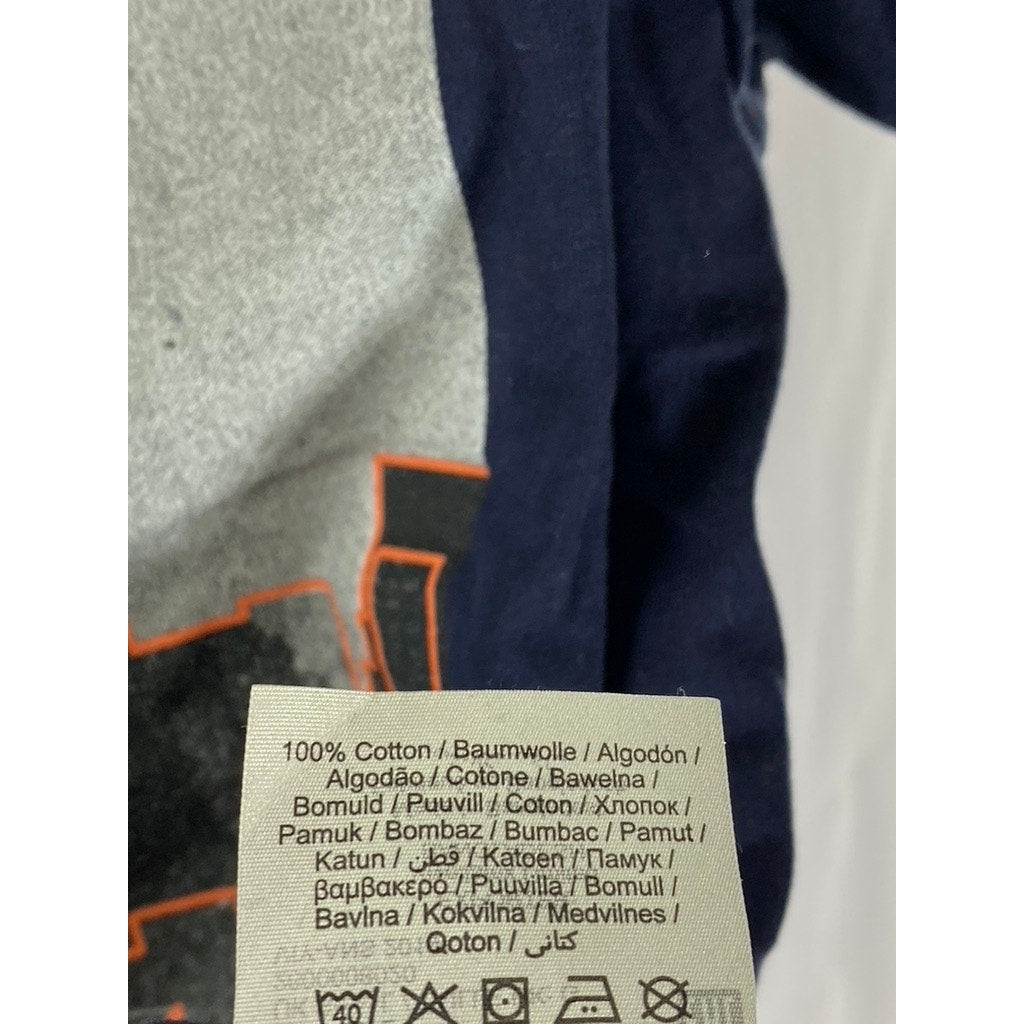 100% Cotton / Baumwolle / Algodón /
Algodão / Cotone / Bawełna /
Bomuld / Puuvill / Coton / Хлопок /
Pamuk / Bombaz / Bumbac / Pamut /
Katun / قطن / Katoen / Памук /
βαμβακερό / Puuvilla / Bomull /
Bavlna / Kokvilna / Medvilnes /
Qoton / كتانى
40